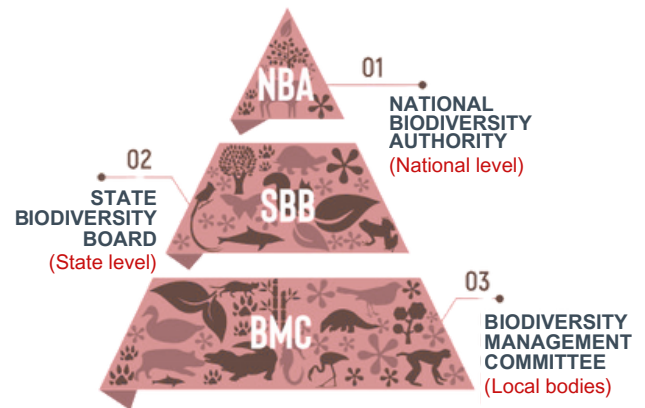 NBA
01
NATIONAL
BIODIVERSITY
AUTHORITY
(National level)
02
STATE
BIODIVERSITY
BOARD
(State level)
SBB
BMC
03
BIODIVERSITY
MANAGEMENT
COMMITTEE
(Local bodies)